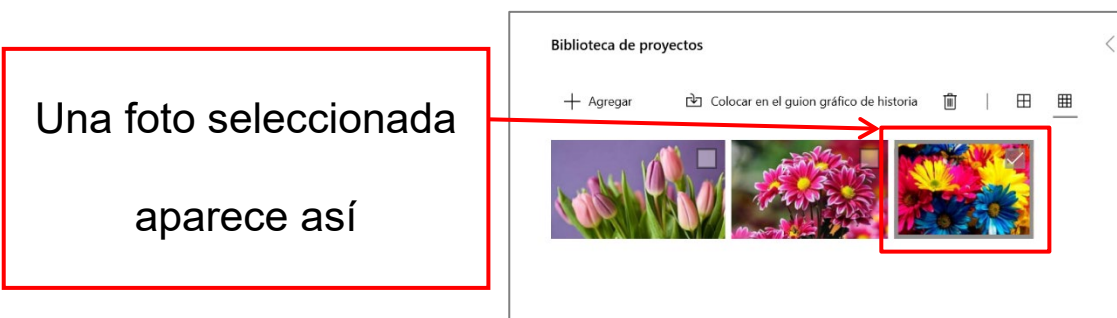 Una foto seleccionada
aparece así
Biblioteca de proyectos
Agregar
Colocar en el guion gráfico de historia